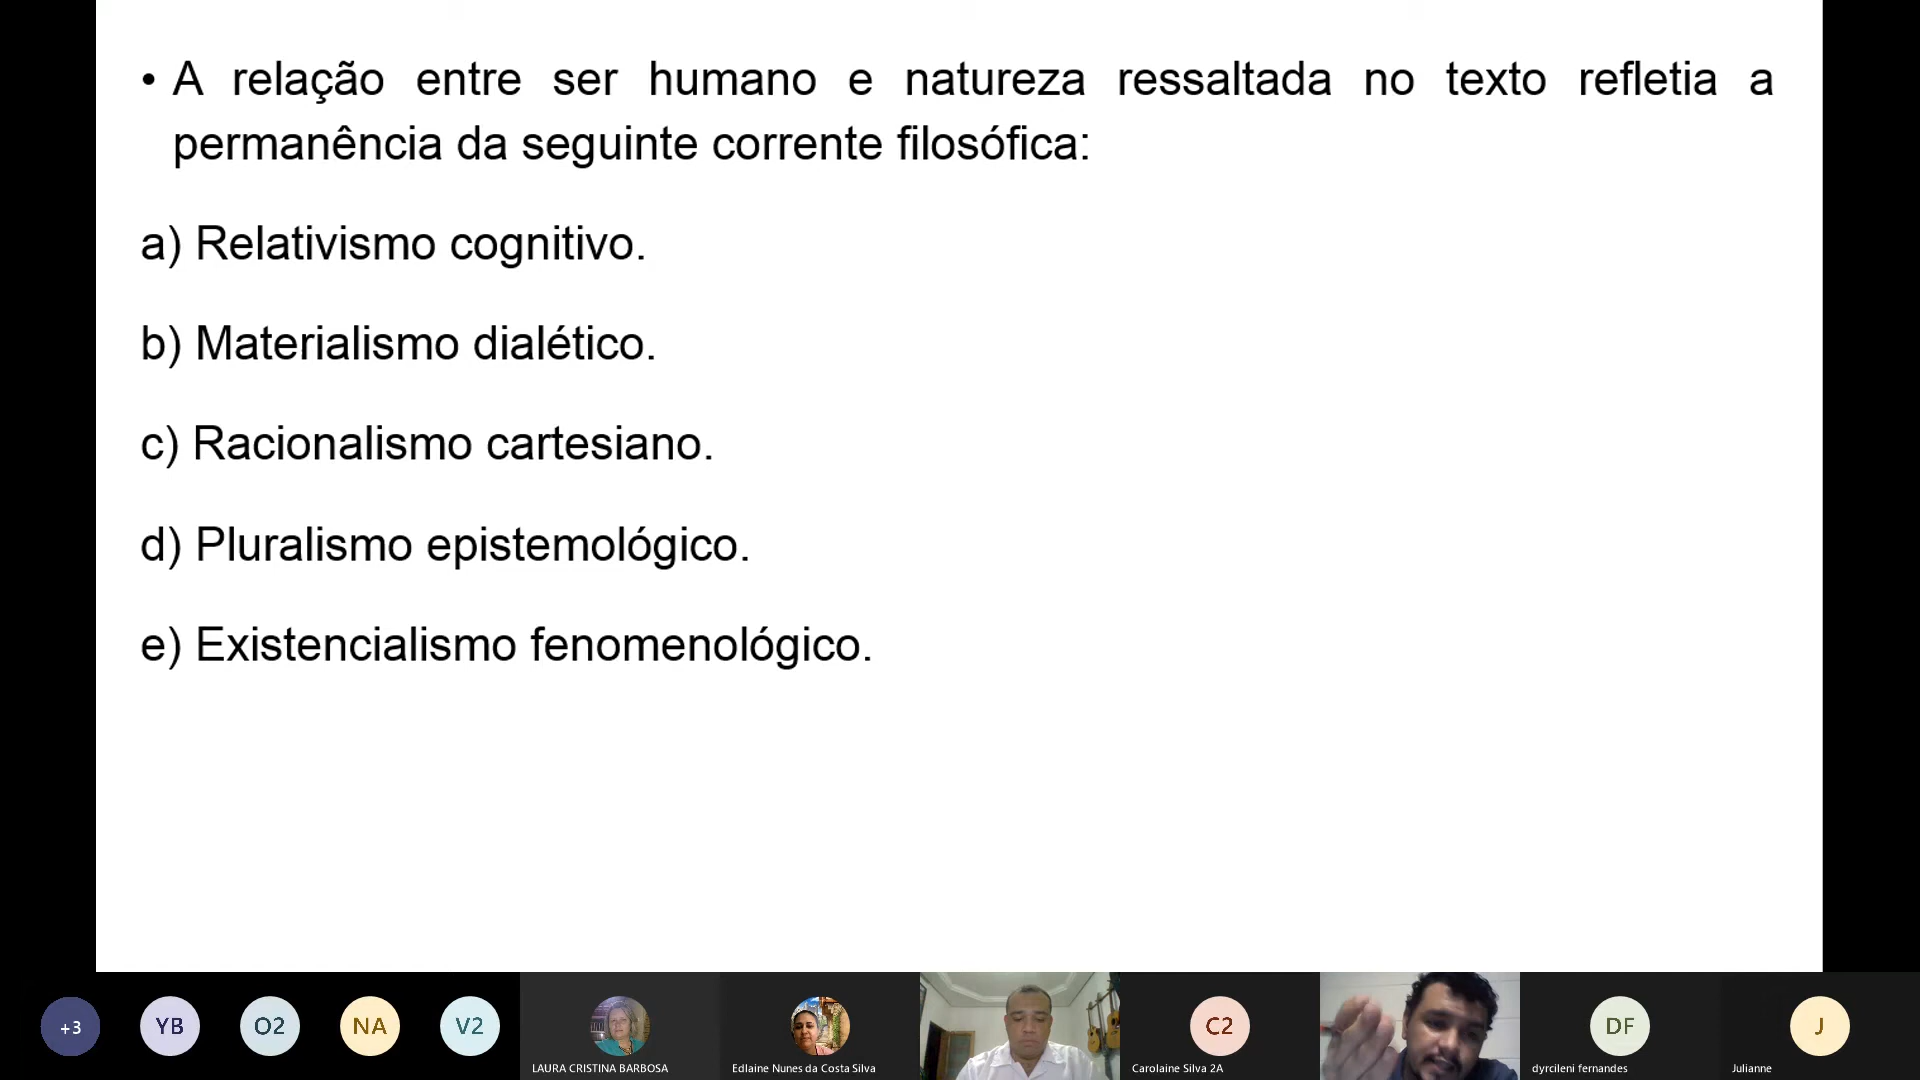 • A relação entre ser humano e natureza ressaltada no texto refletia a
permanência da seguinte corrente filosófica:
a) Relativismo cognitivo.
b) Materialismo dialético.
c) Racionalismo cartesiano.
d) Pluralismo epistemológico.
e) Existencialismo fenomenológico.
+3 YB O2 NA V2 C2 DF J
LAURA CRISTINA BARBOSA Edlaine Nunes da Costa Silva Carolaine Silva 2A dyrcileni fernandes Julianne